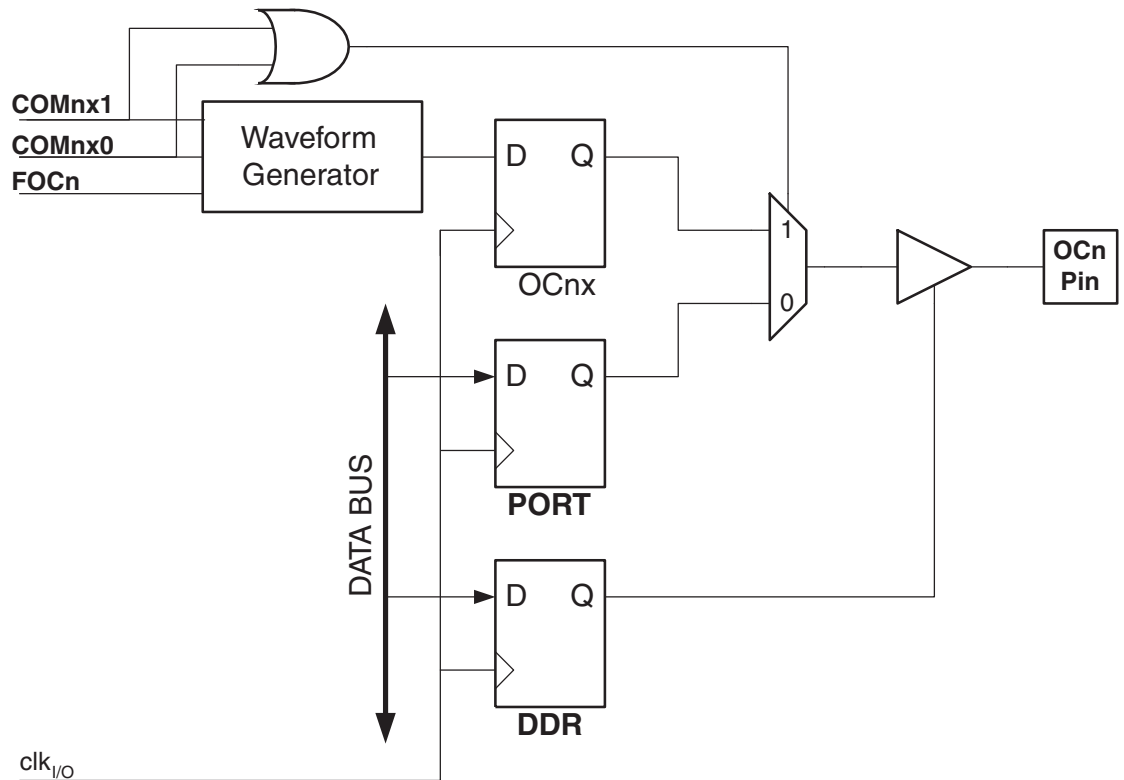 COMnx1
COMnx0
FOCn
Waveform
Generator
D Q
OCnx
1
0
OCn
Pin
D Q
PORT
DATA BUS
D Q
DDR
clkI/O